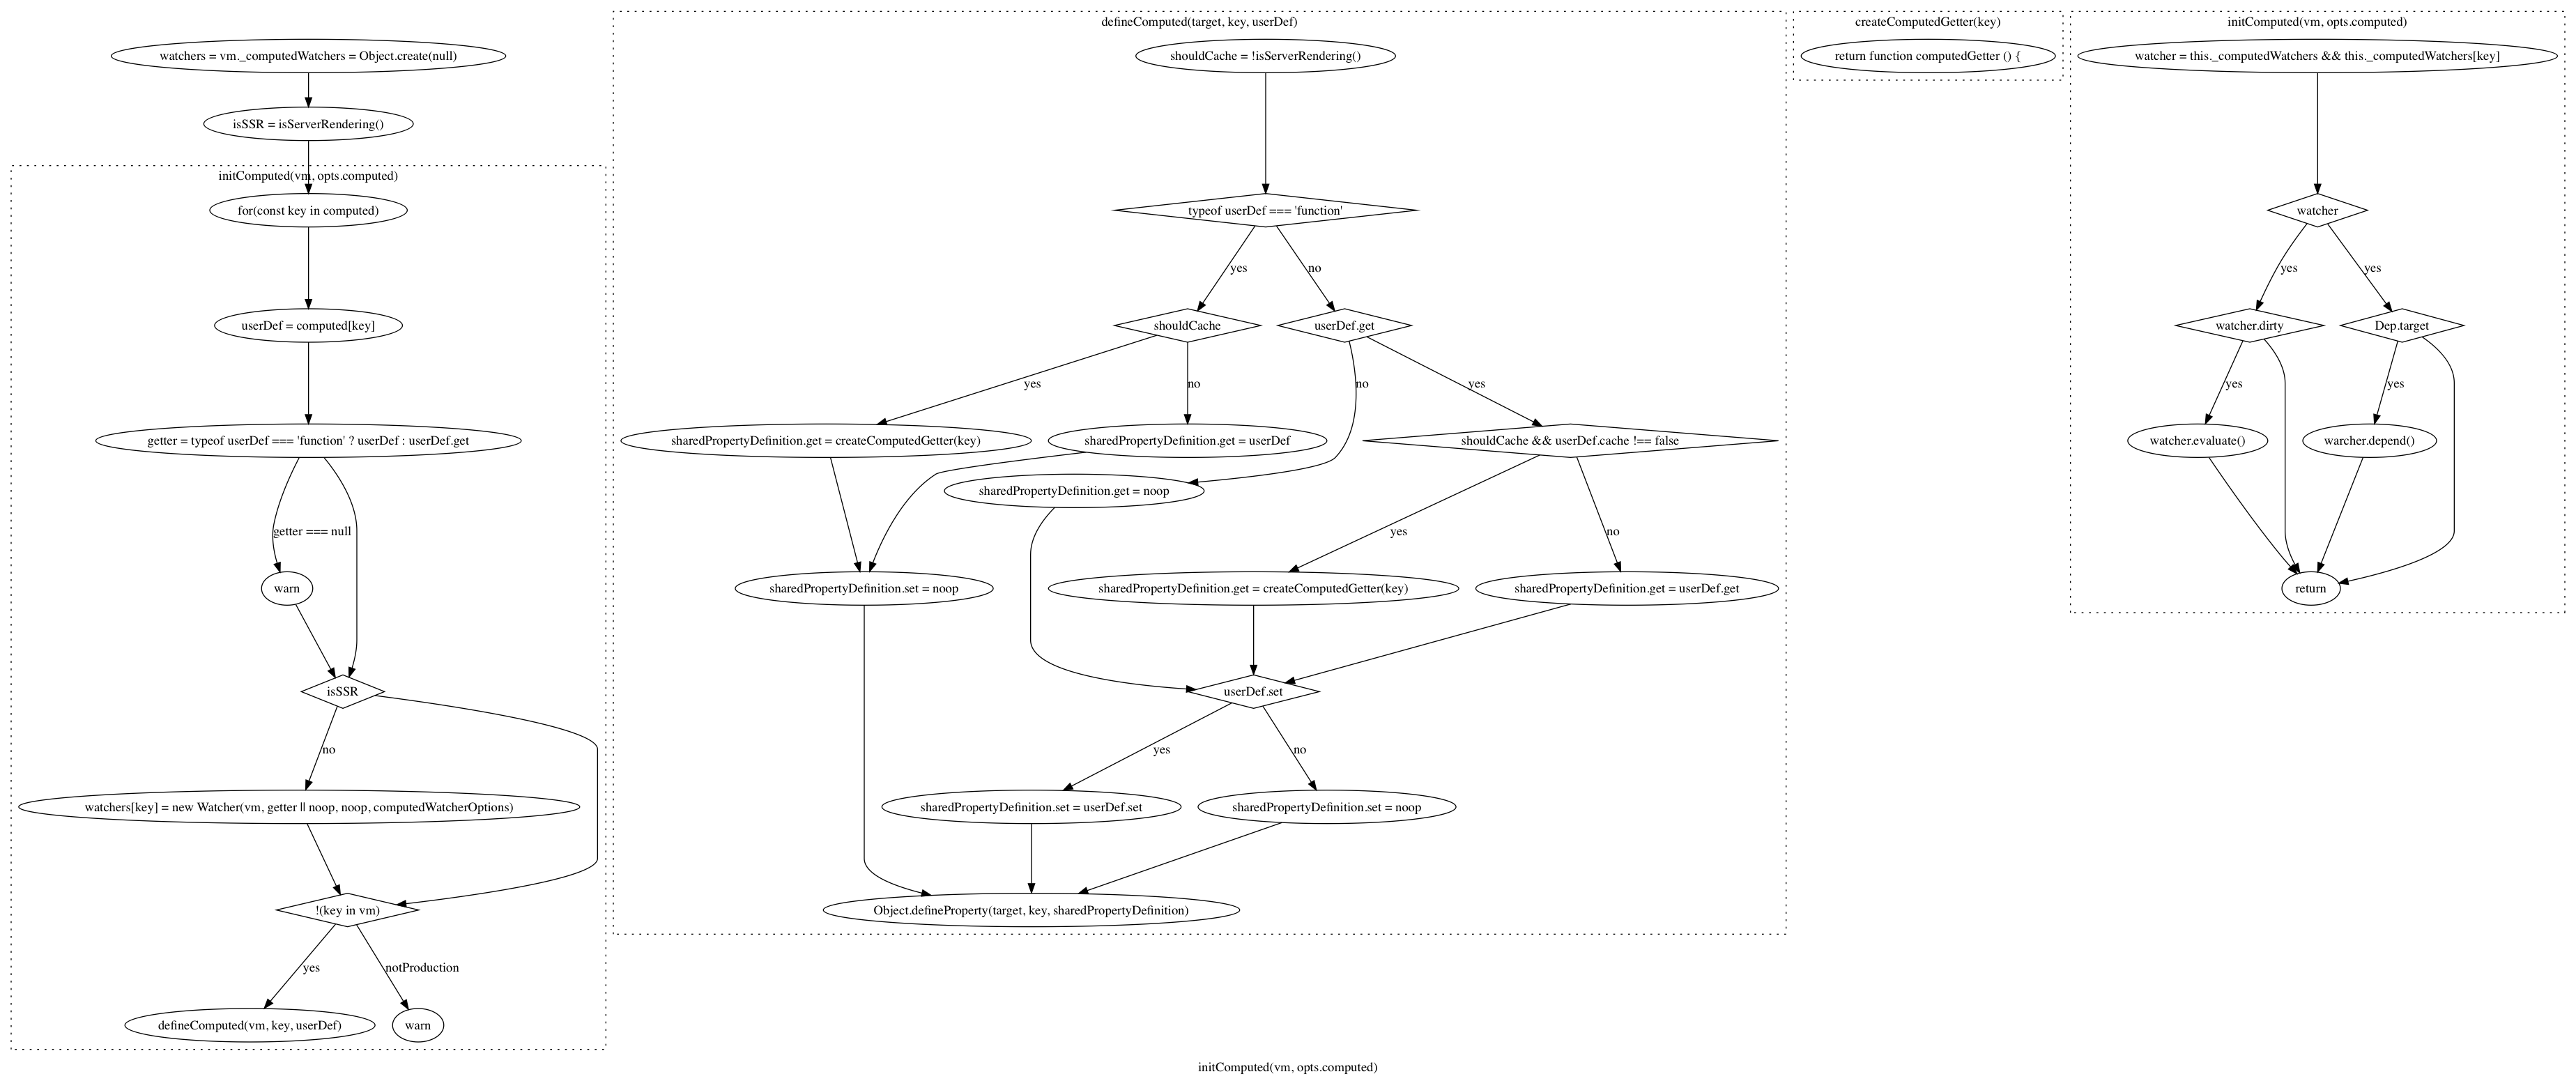 watchers = vm._computedWatchers = Object.create(null)
isSSR = isServerRendering()
initComputed(vm, opts.computed)
for(const key in computed)
userDef = computed[key]
getter = typeof userDef === 'function' ? userDef : userDef.get
getter === null
warn
isSSR
no
watchers[key] = new Watcher(vm, getter || noop, noop, computedWatcherOptions)
!(key in vm)
yes
notProduction
defineComputed(vm, key, userDef)
warn
defineComputed(target, key, userDef)
shouldCache = !isServerRendering()
typeof userDef === 'function'
yes
no
shouldCache
userDef.get
yes
no
no
yes
sharedPropertyDefinition.get = createComputedGetter(key)
sharedPropertyDefinition.get = userDef
shouldCache && userDef.cache !== false
sharedPropertyDefinition.get = noop
yes
no
sharedPropertyDefinition.set = noop
sharedPropertyDefinition.get = createComputedGetter(key)
sharedPropertyDefinition.get = userDef.get
userDef.set
yes
no
sharedPropertyDefinition.set = userDef.set
sharedPropertyDefinition.set = noop
Object.defineProperty(target, key, sharedPropertyDefinition)
createComputedGetter(key)
return function computedGetter () {
initComputed(vm, opts.computed)
watcher = this._computedWatchers && this._computedWatchers[key]
watcher
yes
yes
watcher.dirty
Dep.target
yes
yes
watcher.evaluate()
warcher.depend()
return
initComputed(vm, opts.computed)